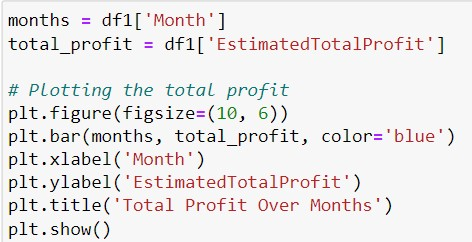 months = df1['Month']
total_profit = df1['EstimatedTotalProfit']
# Plotting the total profit
plt.figure(figsize=(10, 6))
plt.bar(months, total_profit, color='blue')
plt.xlabel('Month')
plt.ylabel('EstimatedTotalProfit')
plt.title('Total Profit Over Months')
plt.show()